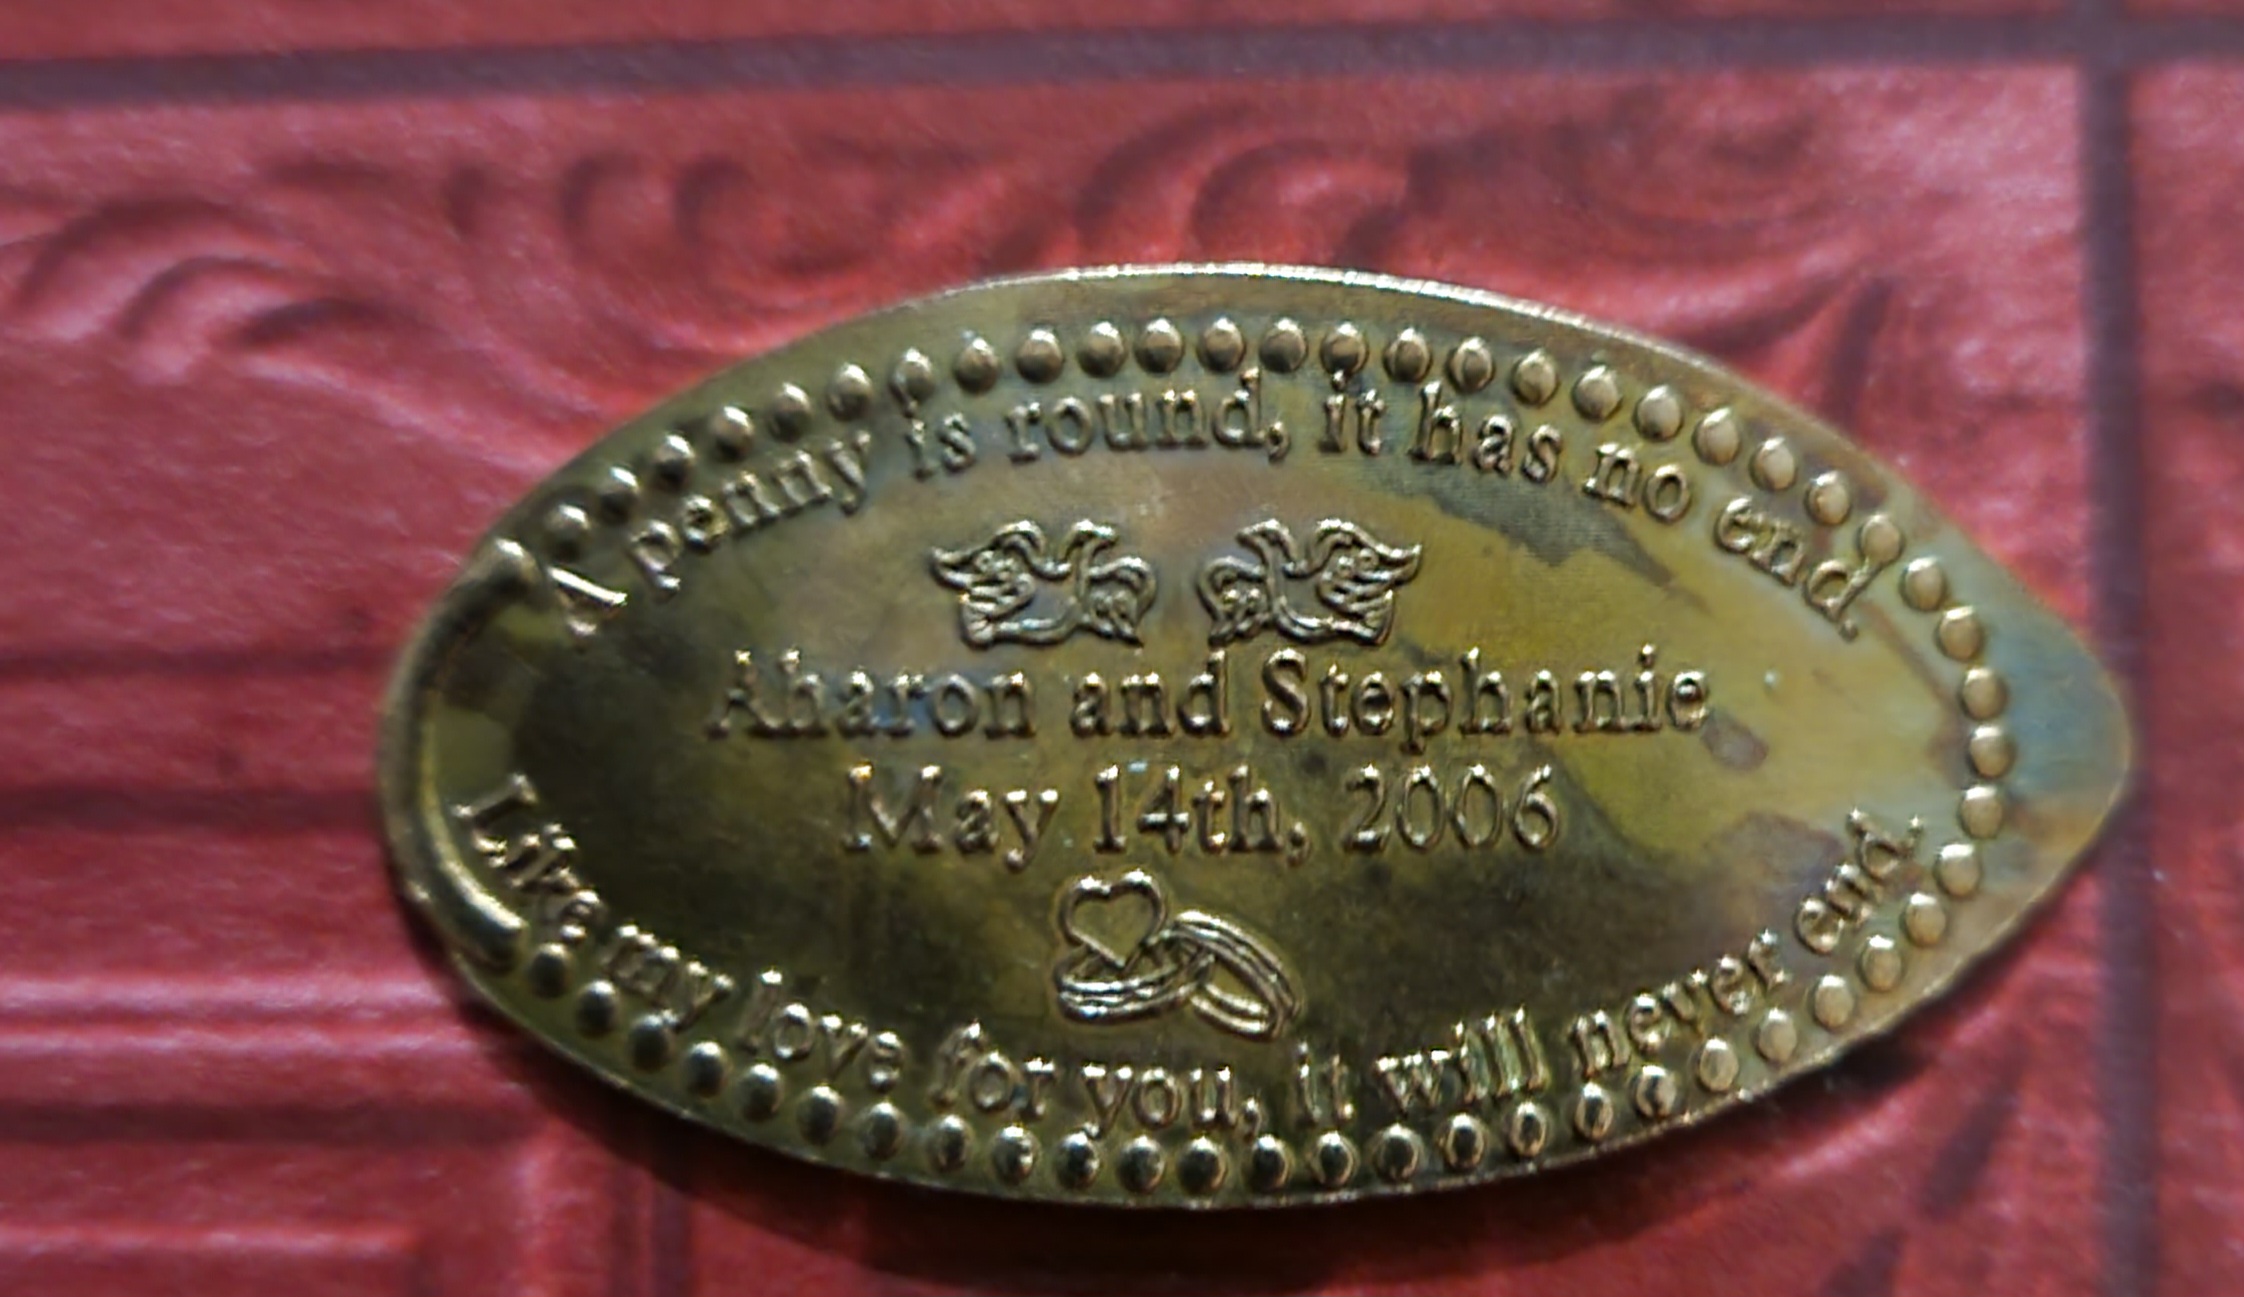 A penny is round, it has no end.
Aharon and Stephanie
May 14th, 2006
Like my love for you, it will never end.